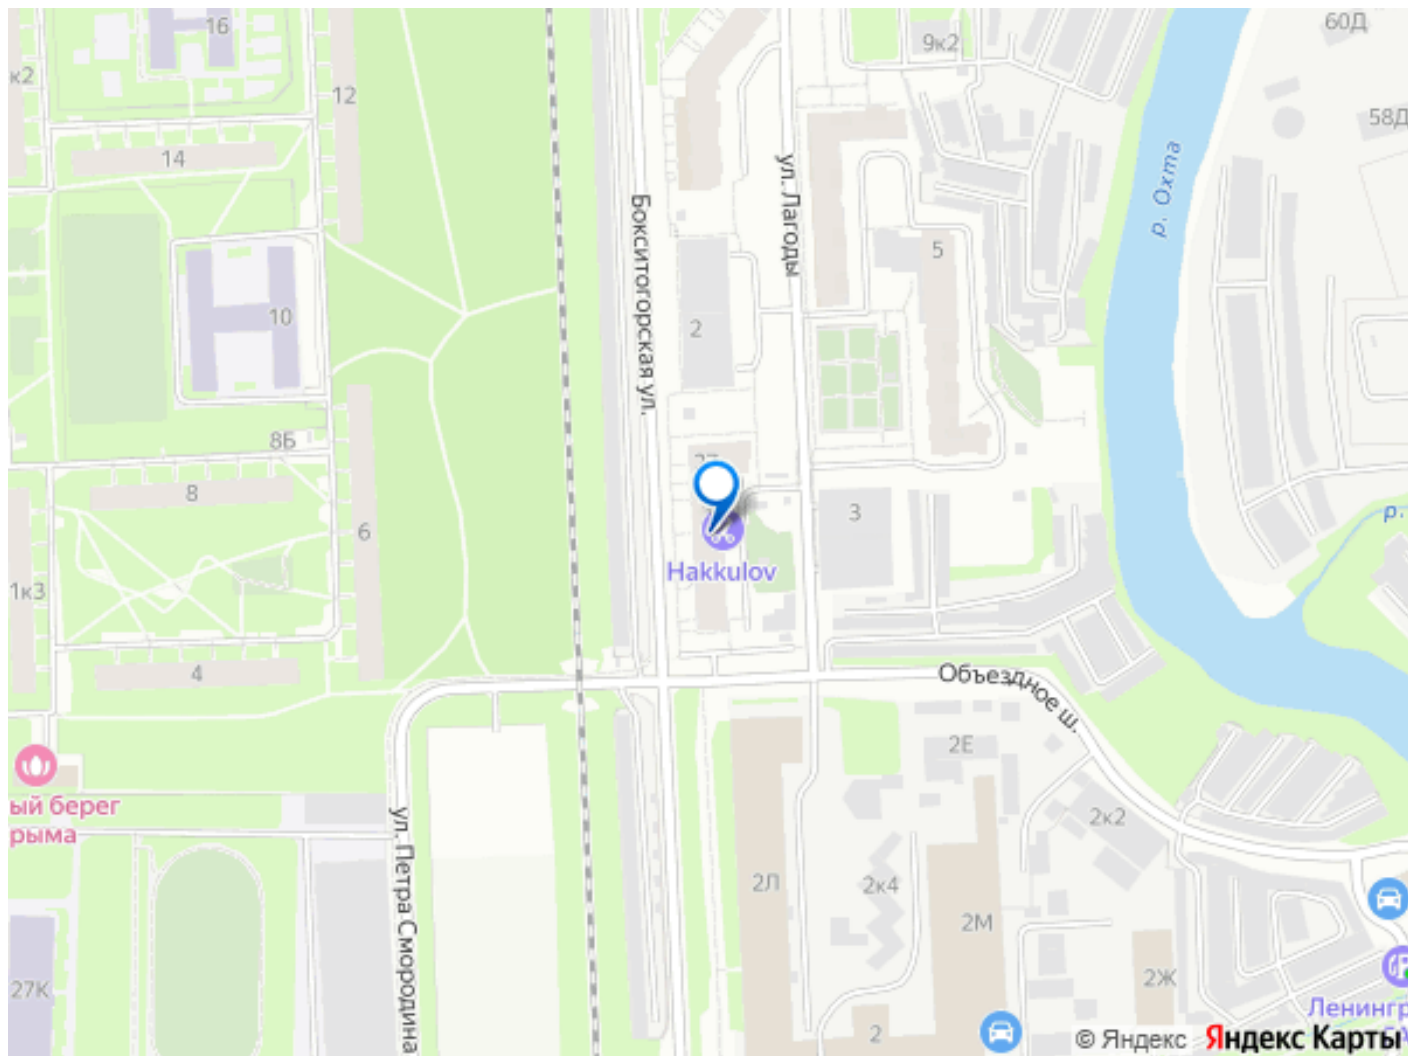 16
60Д
9к2
к2
12
58Д
14
ул. Лагоды
р. Охта
Бокситогорская ул.
5
10
2
8Б
8
3
р.
6
Hakkulov
1к3
4
Объездное ш.
2Е
ый берег
рыма
ул. Петра Смородина
2к2
2Л
2к4
2М
27К
2Ж
Ленингр
2
© Яндекс
Яндекс Карты